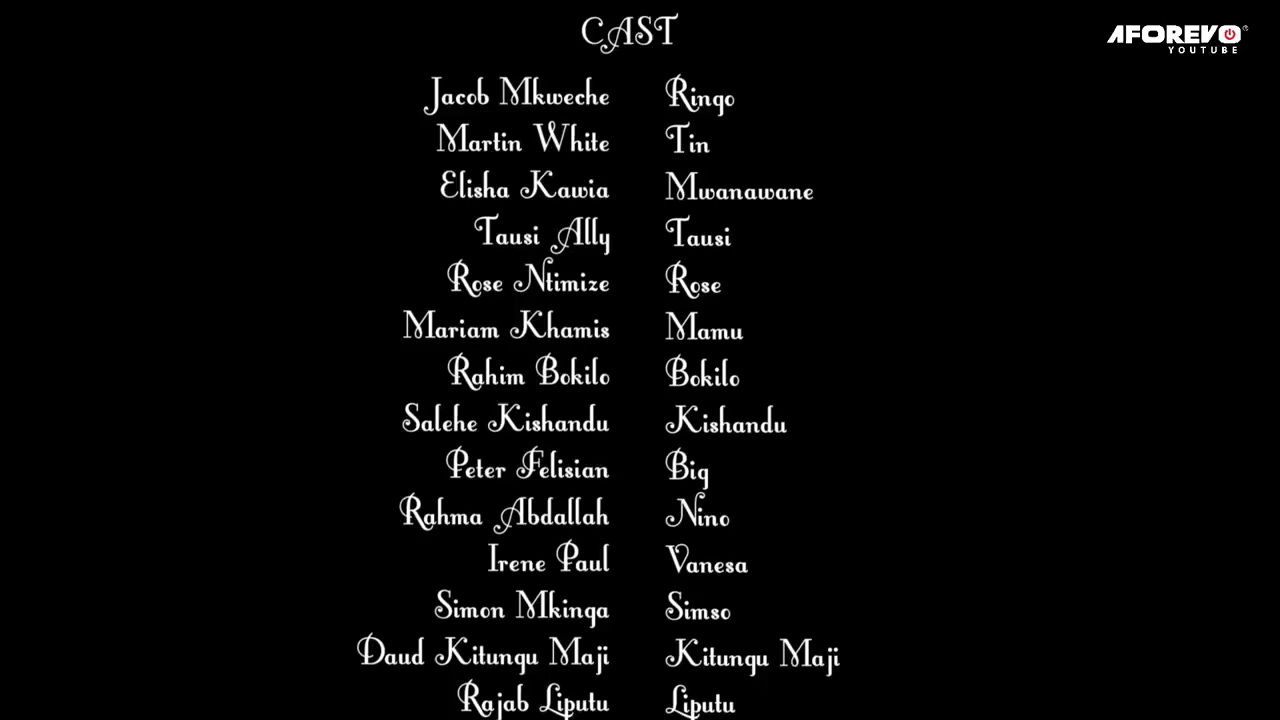 CAST
AFOREVO
YOUTUBE
Jacob Mkweche Ringo
Martin White Tin
Elisha Kawia Mwanawane
Tausi Ally Tausi
Rose Ntimize Rose
Mariam Khamis Mamu
Rahim Bokilo Bokilo
Salehe Kishandu Kishandu
Peter Felisian Big
Rahma Abdallah Nino
Irene Paul Vanesa
Simon Mkinga Simso
Daud Kitungu Maji Kitungu Maji
Rajab Liputu Liputu